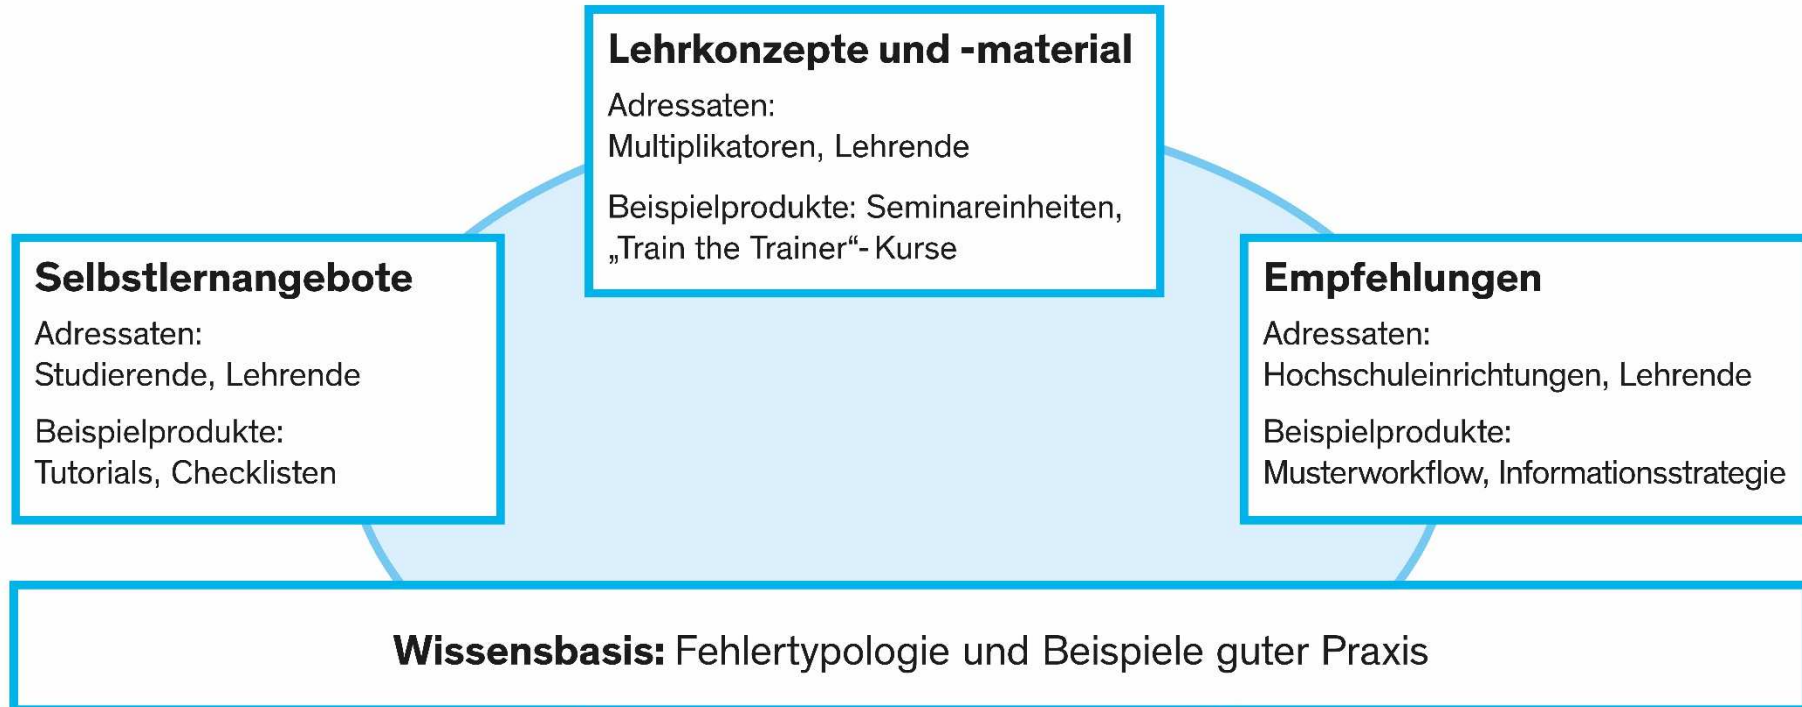 Lehrkonzepte und -material
Adressaten:
Multiplikatoren, Lehrende
Beispielprodukte: Seminareinheiten,
„Train the Trainer“- Kurse
Selbstlernangebote
Adressaten:
Studierende, Lehrende
Beispielprodukte:
Tutorials, Checklisten
Empfehlungen
Adressaten:
Hochschuleinrichtungen, Lehrende
Beispielprodukte:
Musterworkflow, Informationsstrategie
Wissensbasis: Fehlertypologie und Beispiele guter Praxis